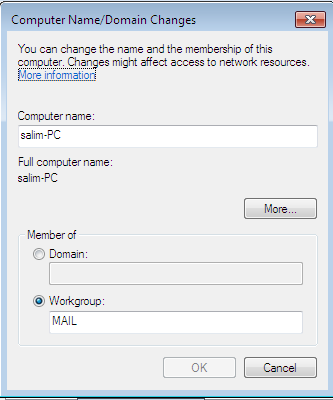 Computer Name/Domain Changes
You can change the name and the membership of this
computer. Changes might affect access to network resources.
More information
Computer name:
salim-PC
Full computer name:
salim-PC
More...
Member of
Domain:
Workgroup:
MAIL
OK
Cancel